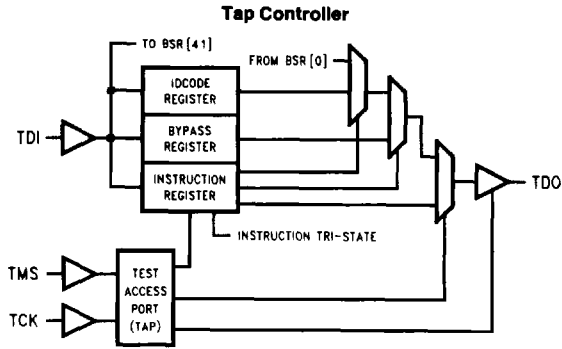 Tap Controller
TO BSR[41]
FROM BSR[0]
IDCODE
REGISTER
TDI
BYPASS
REGISTER
INSTRUCTION
REGISTER
TDO
INSTRUCTION TRI-STATE
TMS
TEST
ACCESS
PORT
(TAP)
TCK